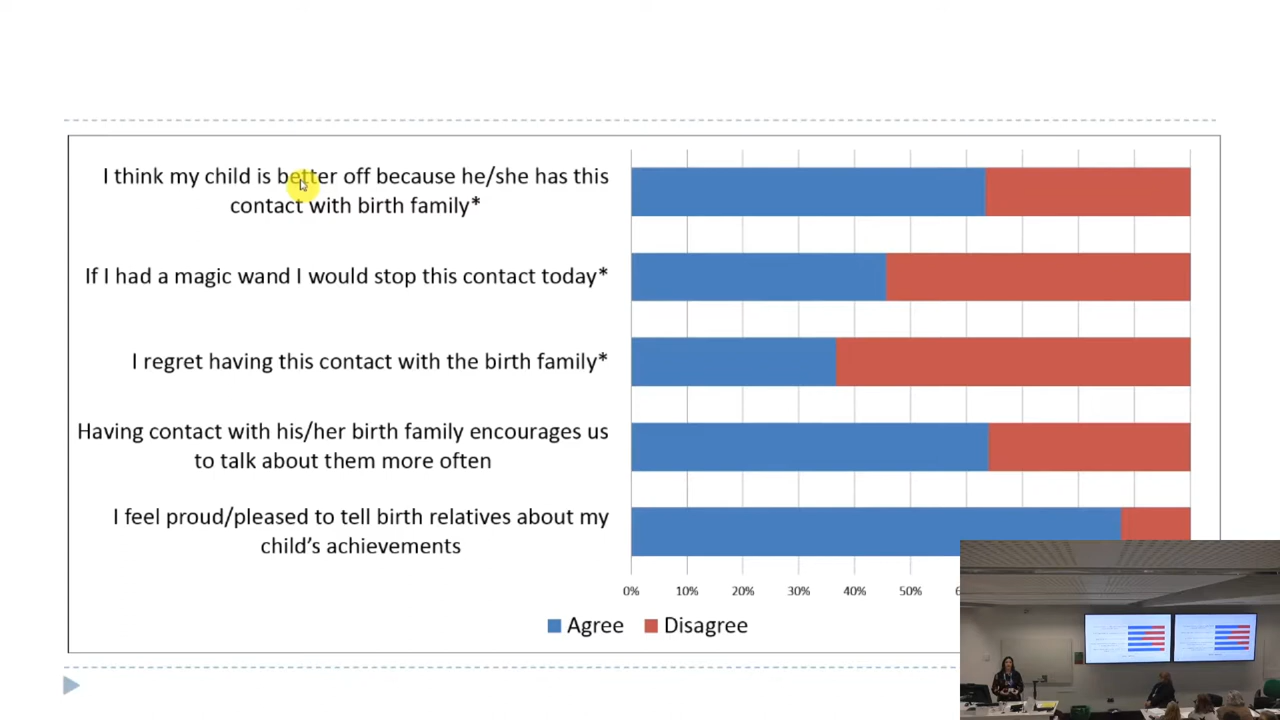 I think my child is better off because he/she has this
contact with birth family*
If I had a magic wand I would stop this contact today*
I regret having this contact with the birth family*
Having contact with his/her birth family encourages us
to talk about them more often
I feel proud/pleased to tell birth relatives about my
child's achievements
0% 10% 20% 30% 40% 50%
Agree Disagree